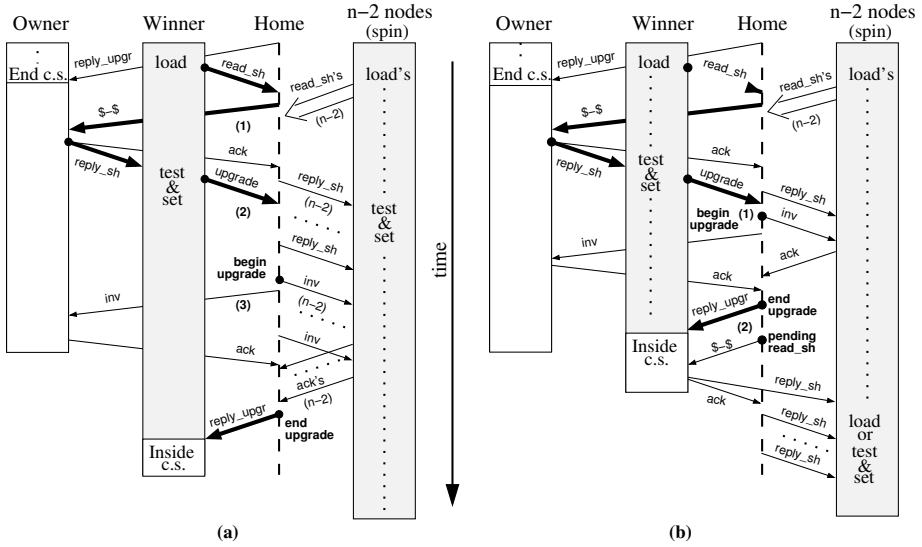 Owner
Winner
Home
n−2 nodes
(spin)
reply_upgr
End c.s.
load
read_sh
read_sh's
(n−2)
load's
$−$
(1)
ack
reply_sh
test
&
set
upgrade
(2)
reply_sh
(n−2)
test
&
set
reply_sh
begin
upgrade
inv
(n−2)
inv
(3)
inv
ack
ack's
(n−2)
reply_upgr
end
upgrade
Inside
c.s.
(a)
time
Owner
Winner
Home
n−2 nodes
(spin)
reply_upgr
End c.s.
load
read_sh
read_sh's
(n−2)
load's
$−$
ack
reply_sh
test
&
set
upgrade
reply_sh
begin
upgrade
(1)
inv
inv
ack
ack
reply_upgr
end
upgrade
(2)
pending
read_sh
$−$
Inside
c.s.
reply_sh
ack
reply_sh
reply_sh
load
or
test
&
set
(b)